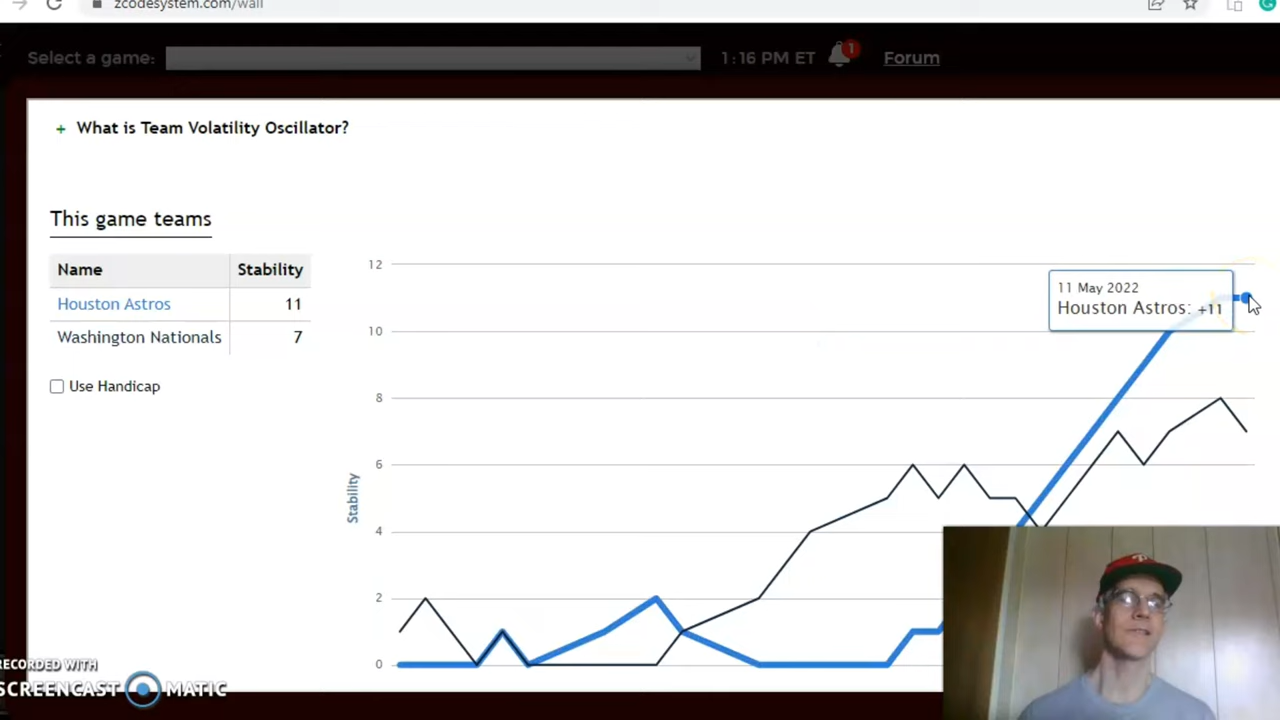 zcodesystem.com/wall
Select a game:
1:16 PM ET
1
Forum
+ What is Team Volatility Oscillator?
This game teams
Name Stability
Houston Astros 11
Washington Nationals 7
Use Handicap
12
10
8
6
4
2
0
Stability
11 May 2022
Houston Astros: +11
RECORDED WITH
SCREENCAST MATIC